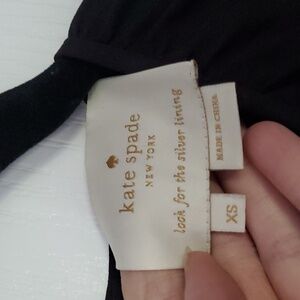 kate spade
NEW YORK
look for the silver lining
XS
MADE IN CHINA